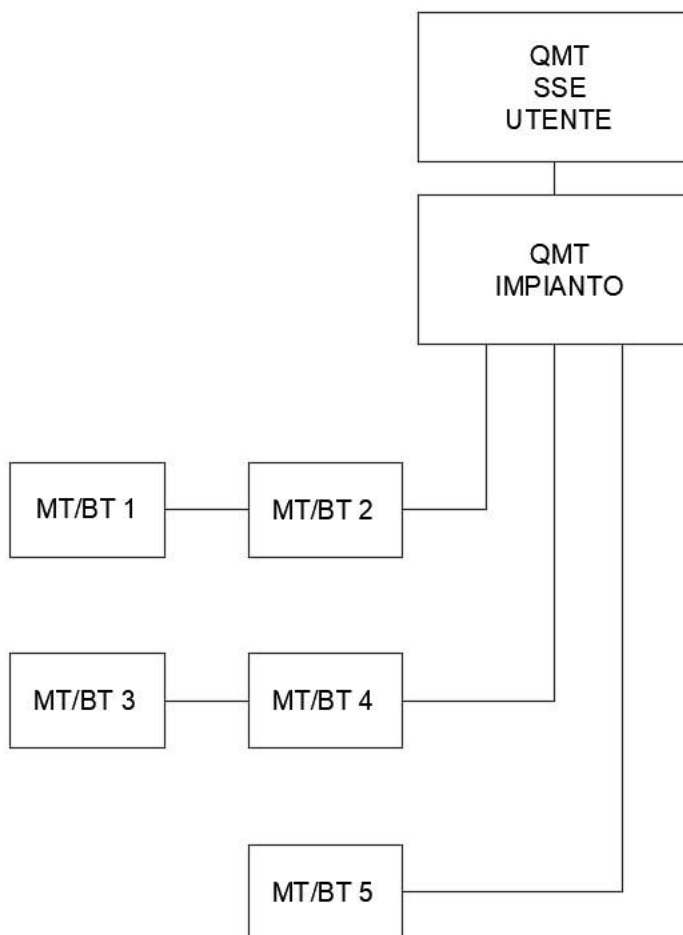 QMT
SSE
UTENTE
QMT
IMPIANTO
MT/BT 1
MT/BT 2
MT/BT 3
MT/BT 4
MT/BT 5